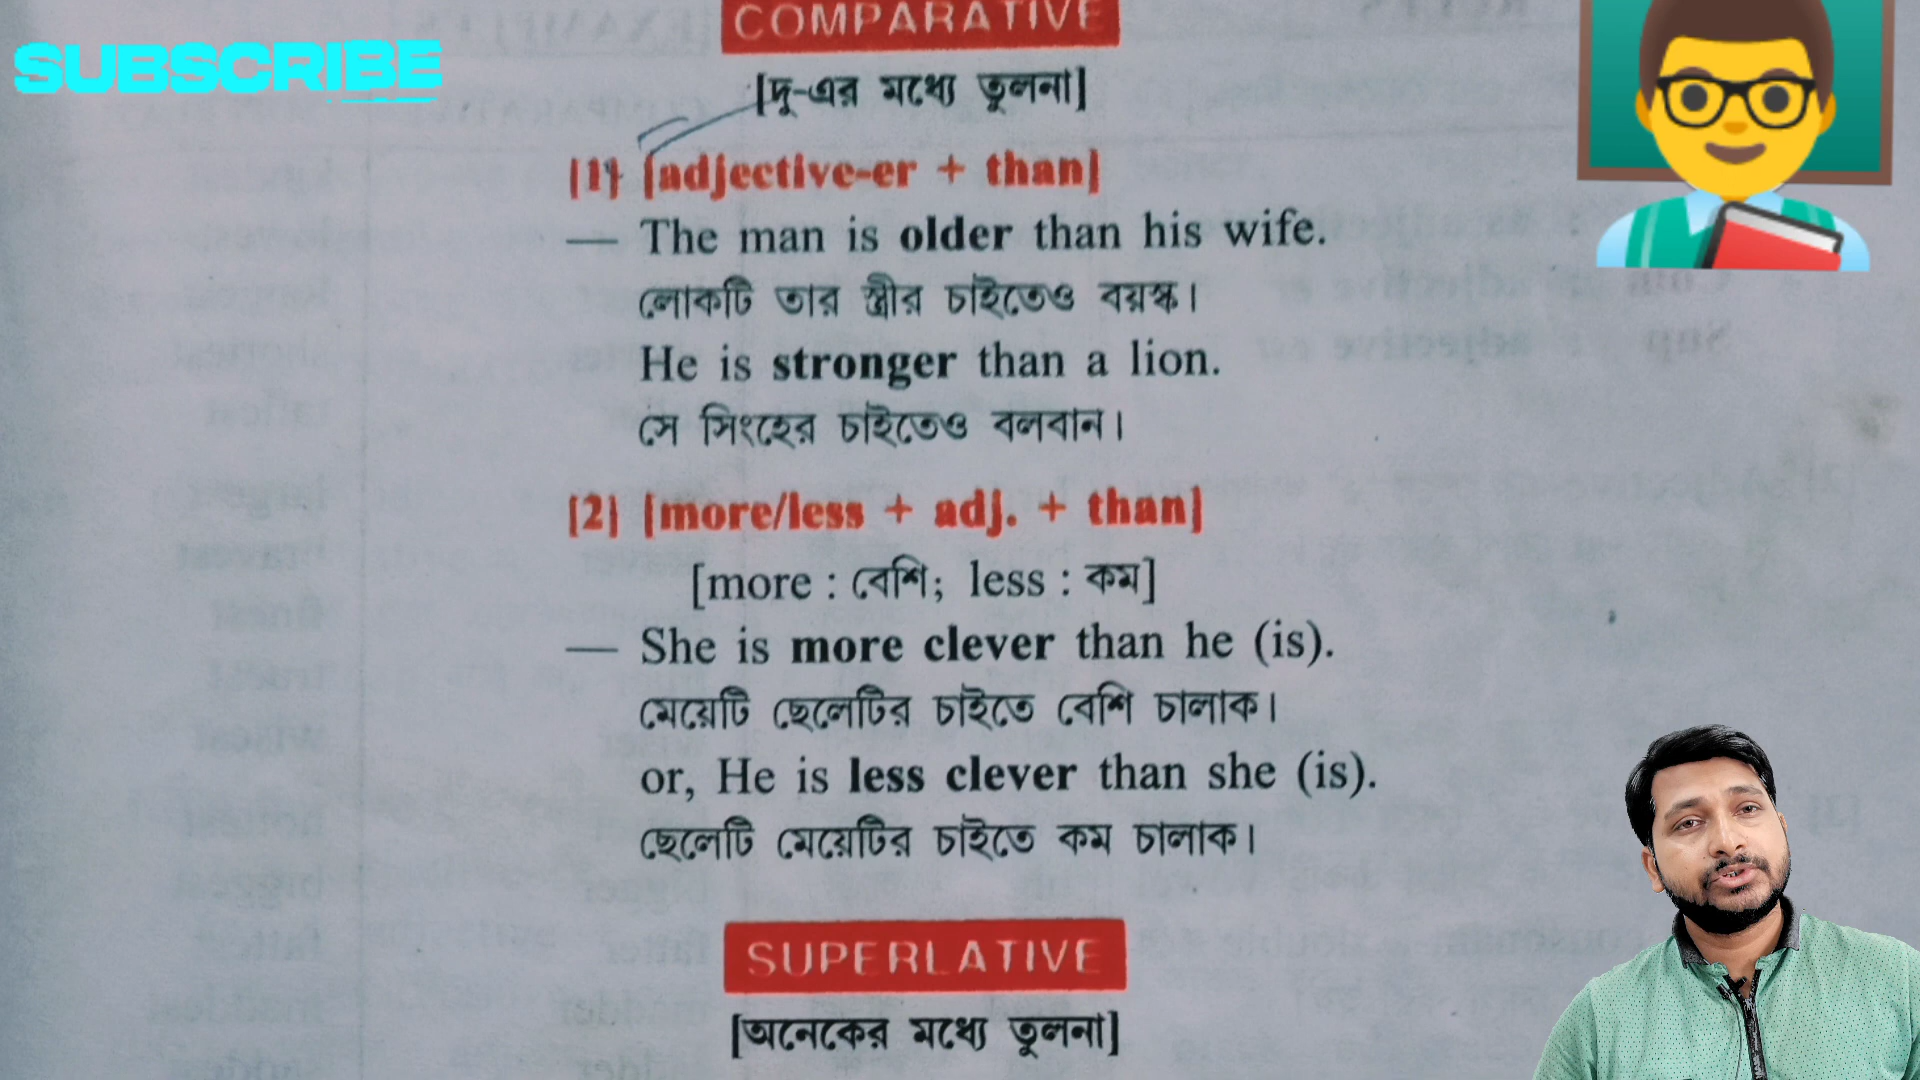 SUBSCRIBE
COMPARATIVE
[দু-এর মধ্যে তুলনা]
[1] [adjective-er + than]
— The man is older than his wife.
লোকটি তার স্ত্রীর চাইতেও বয়স্ক।
He is stronger than a lion.
সে সিংহের চাইতেও বলবান।
[2] [more/less + adj. + than]
[more : বেশি; less : কম]
— She is more clever than he (is).
মেয়েটি ছেলেটির চাইতে বেশি চালাক।
or, He is less clever than she (is).
ছেলেটি মেয়েটির চাইতে কম চালাক।
SUPERLATIVE
[অনেকের মধ্যে তুলনা]